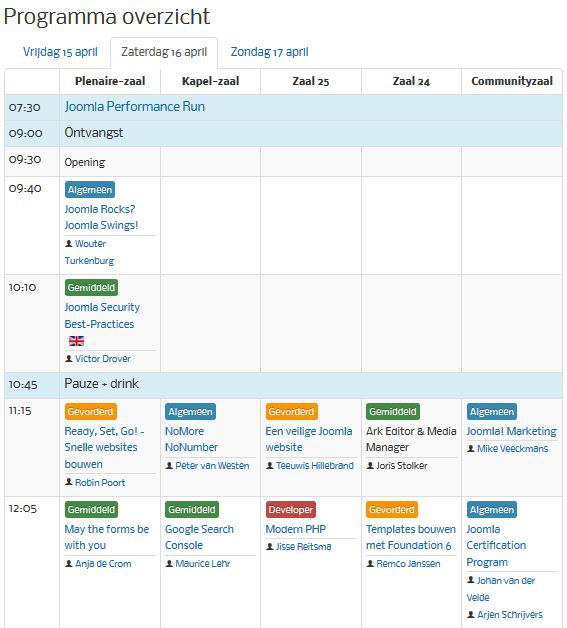 Programma overzicht
Vrijdag 15 april Zaterdag 16 april Zondag 17 april
Plenaire-zaal Kapel-zaal Zaal 25 Zaal 24 Communityzaal
07:30 Joomla Performance Run
09:00 Ontvangst
09:30 Opening
09:40 Algemeen
Joomla Rocks?
Joomla Swings!
Wouter
Turkenburg
10:10 Gemiddeld
Joomla Security
Best-Practices
Victor Drover
10:45 Pauze + drink
11:15 Gevorderd
Ready, Set, Go! -
Snelle websites
bouwen
Robin Poort
Algemeen
NoMore
NoNumber
Peter van Westen
Gevorderd
Een veilige Joomla
website
Teeuwis Hillebrand
Gemiddeld
Ark Editor & Media
Manager
Joris Stolker
Algemeen
Joomla! Marketing
Mike Veeckmans
12:05 Gemiddeld
May the forms be
with you
Anja de Crom
Gemiddeld
Google Search
Console
Maurice Lehr
Developer
Modern PHP
Jisse Reitsma
Gevorderd
Templates bouwen
met Foundation 6
Remco Janssen
Algemeen
Joomla
Certification
Program
Johan van der
Velde
Arjen Schrijvers